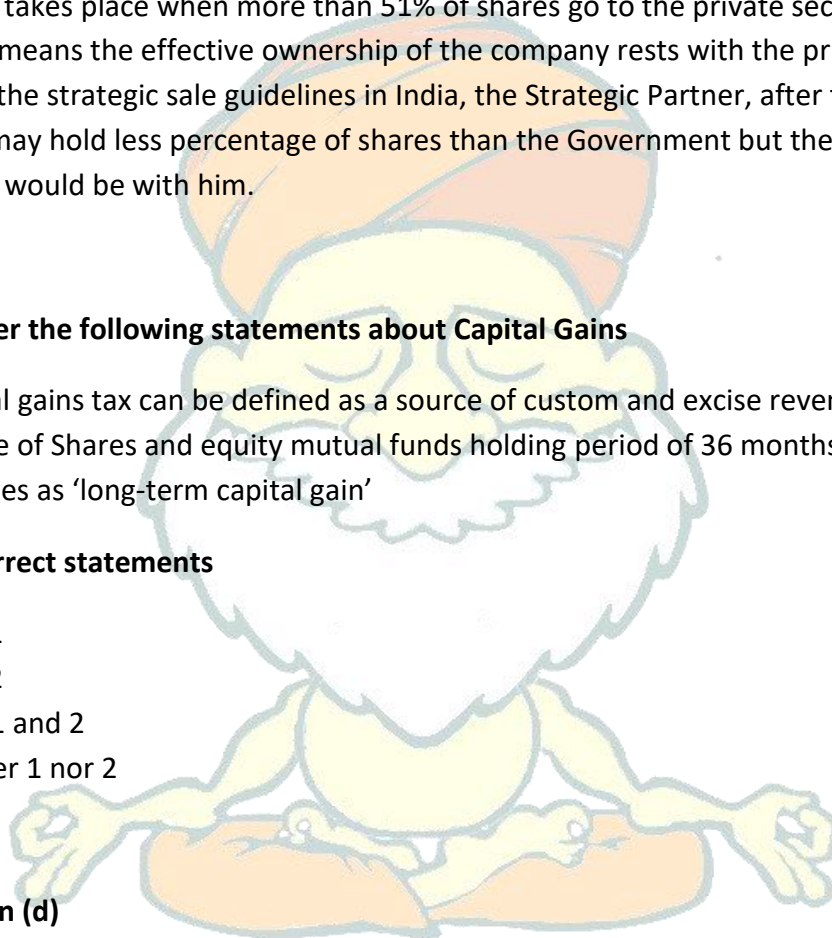 takes place when more than 51% of shares go to the private sec
means the effective ownership of the company rests with the pr
the strategic sale guidelines in India, the Strategic Partner, after
may hold less percentage of shares than the Government but the
would be with him.
er the following statements about Capital Gains
l gains tax can be defined as a source of custom and excise rever
e of Shares and equity mutual funds holding period of 36 months
es as ‘long-term capital gain’
rrect statements
2
1 and 2
er 1 nor 2
n (d)